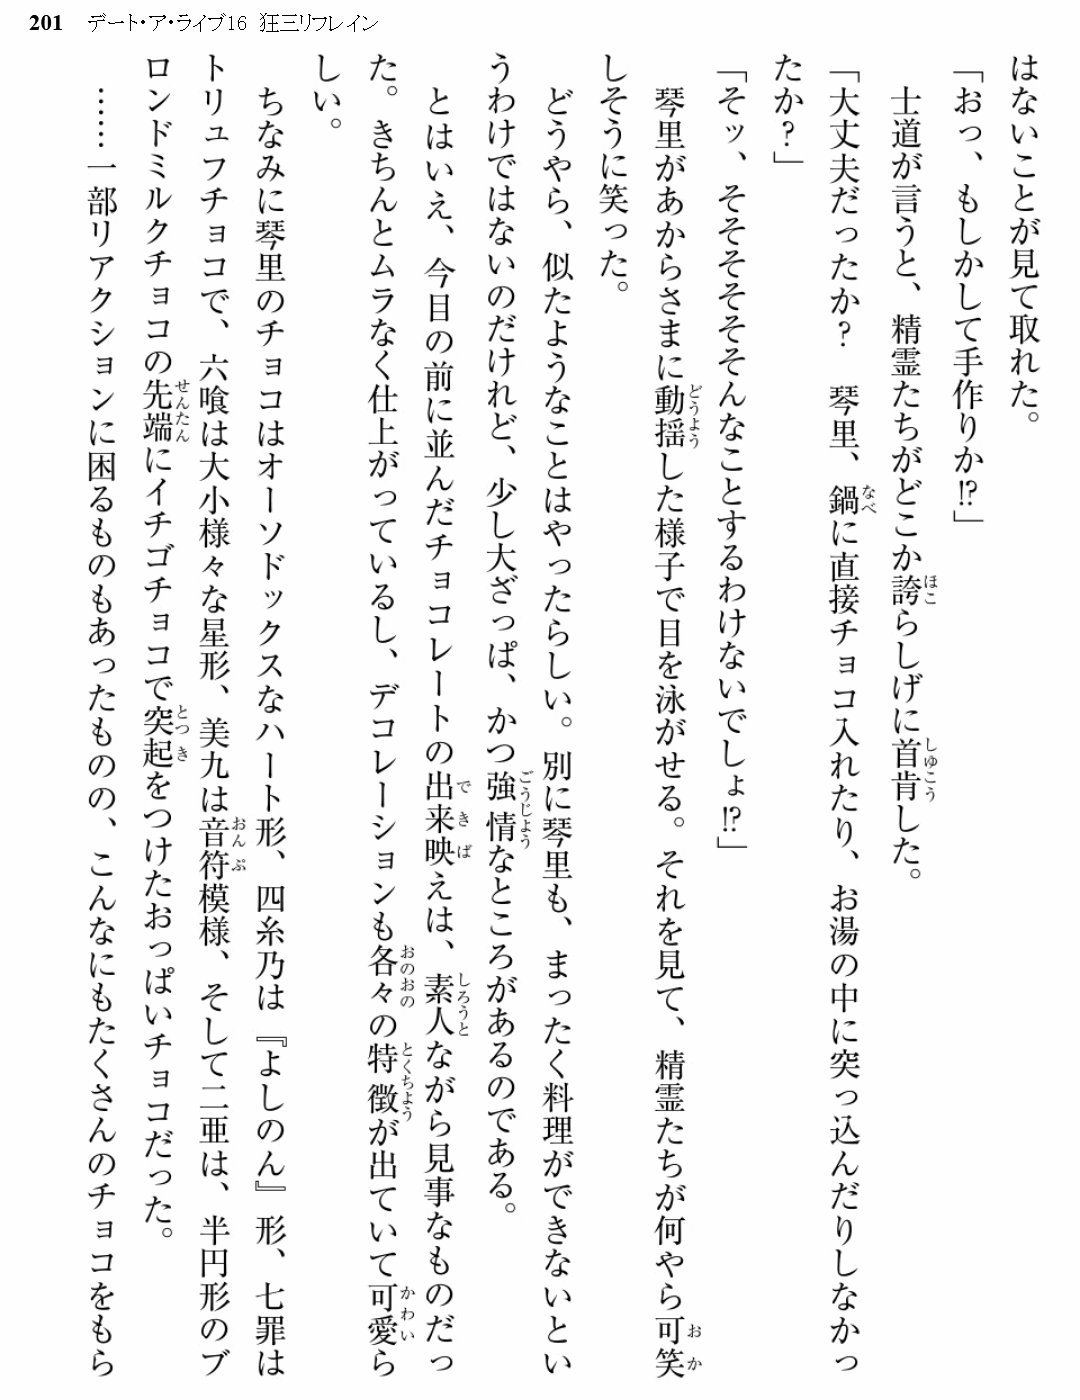 201 デート・ア・ライブ16 狂三リフレイン
はないことが見て取れた。
「おっ、もしかして手作りか!?」
士道が言うと、精霊たちがどこか誇らしげに首肯した。
「大丈夫だったか？　琴里、鍋に直接チョコ入れたり、お湯の中に突っ込んだりしなかっ
たか？」
「そッ、そそそそそんなことするわけないでしょ!?」
琴里があからさまに動揺した様子で目を泳がせる。それを見て、精霊たちが何やら可笑
しそうに笑った。
どうやら、似たようなことはやったらしい。別に琴里も、まったく料理ができないとい
うわけではないのだけれど、少し大ざっぱ、かつ強情なところがあるのである。
とはいえ、今目の前に並んだチョコレートの出来映えは、素人ながら見事なものだっ
た。きちんとムラなく仕上がっているし、デコレーションも各々の特徴が出ていて可愛ら
しい。
ちなみに琴里のチョコはオーソドックスなハート形、四糸乃は『よしのん』形、七罪は
トリュフチョコで、六喰は大小様々な星形、美九は音符模様、そして二亜は、半円形のブ
ロンドミルクチョコの先端にイチゴチョコで突起をつけたおっぱいチョコだった。
……一部リアクションに困るものもあったものの、こんなにもたくさんのチョコをもら